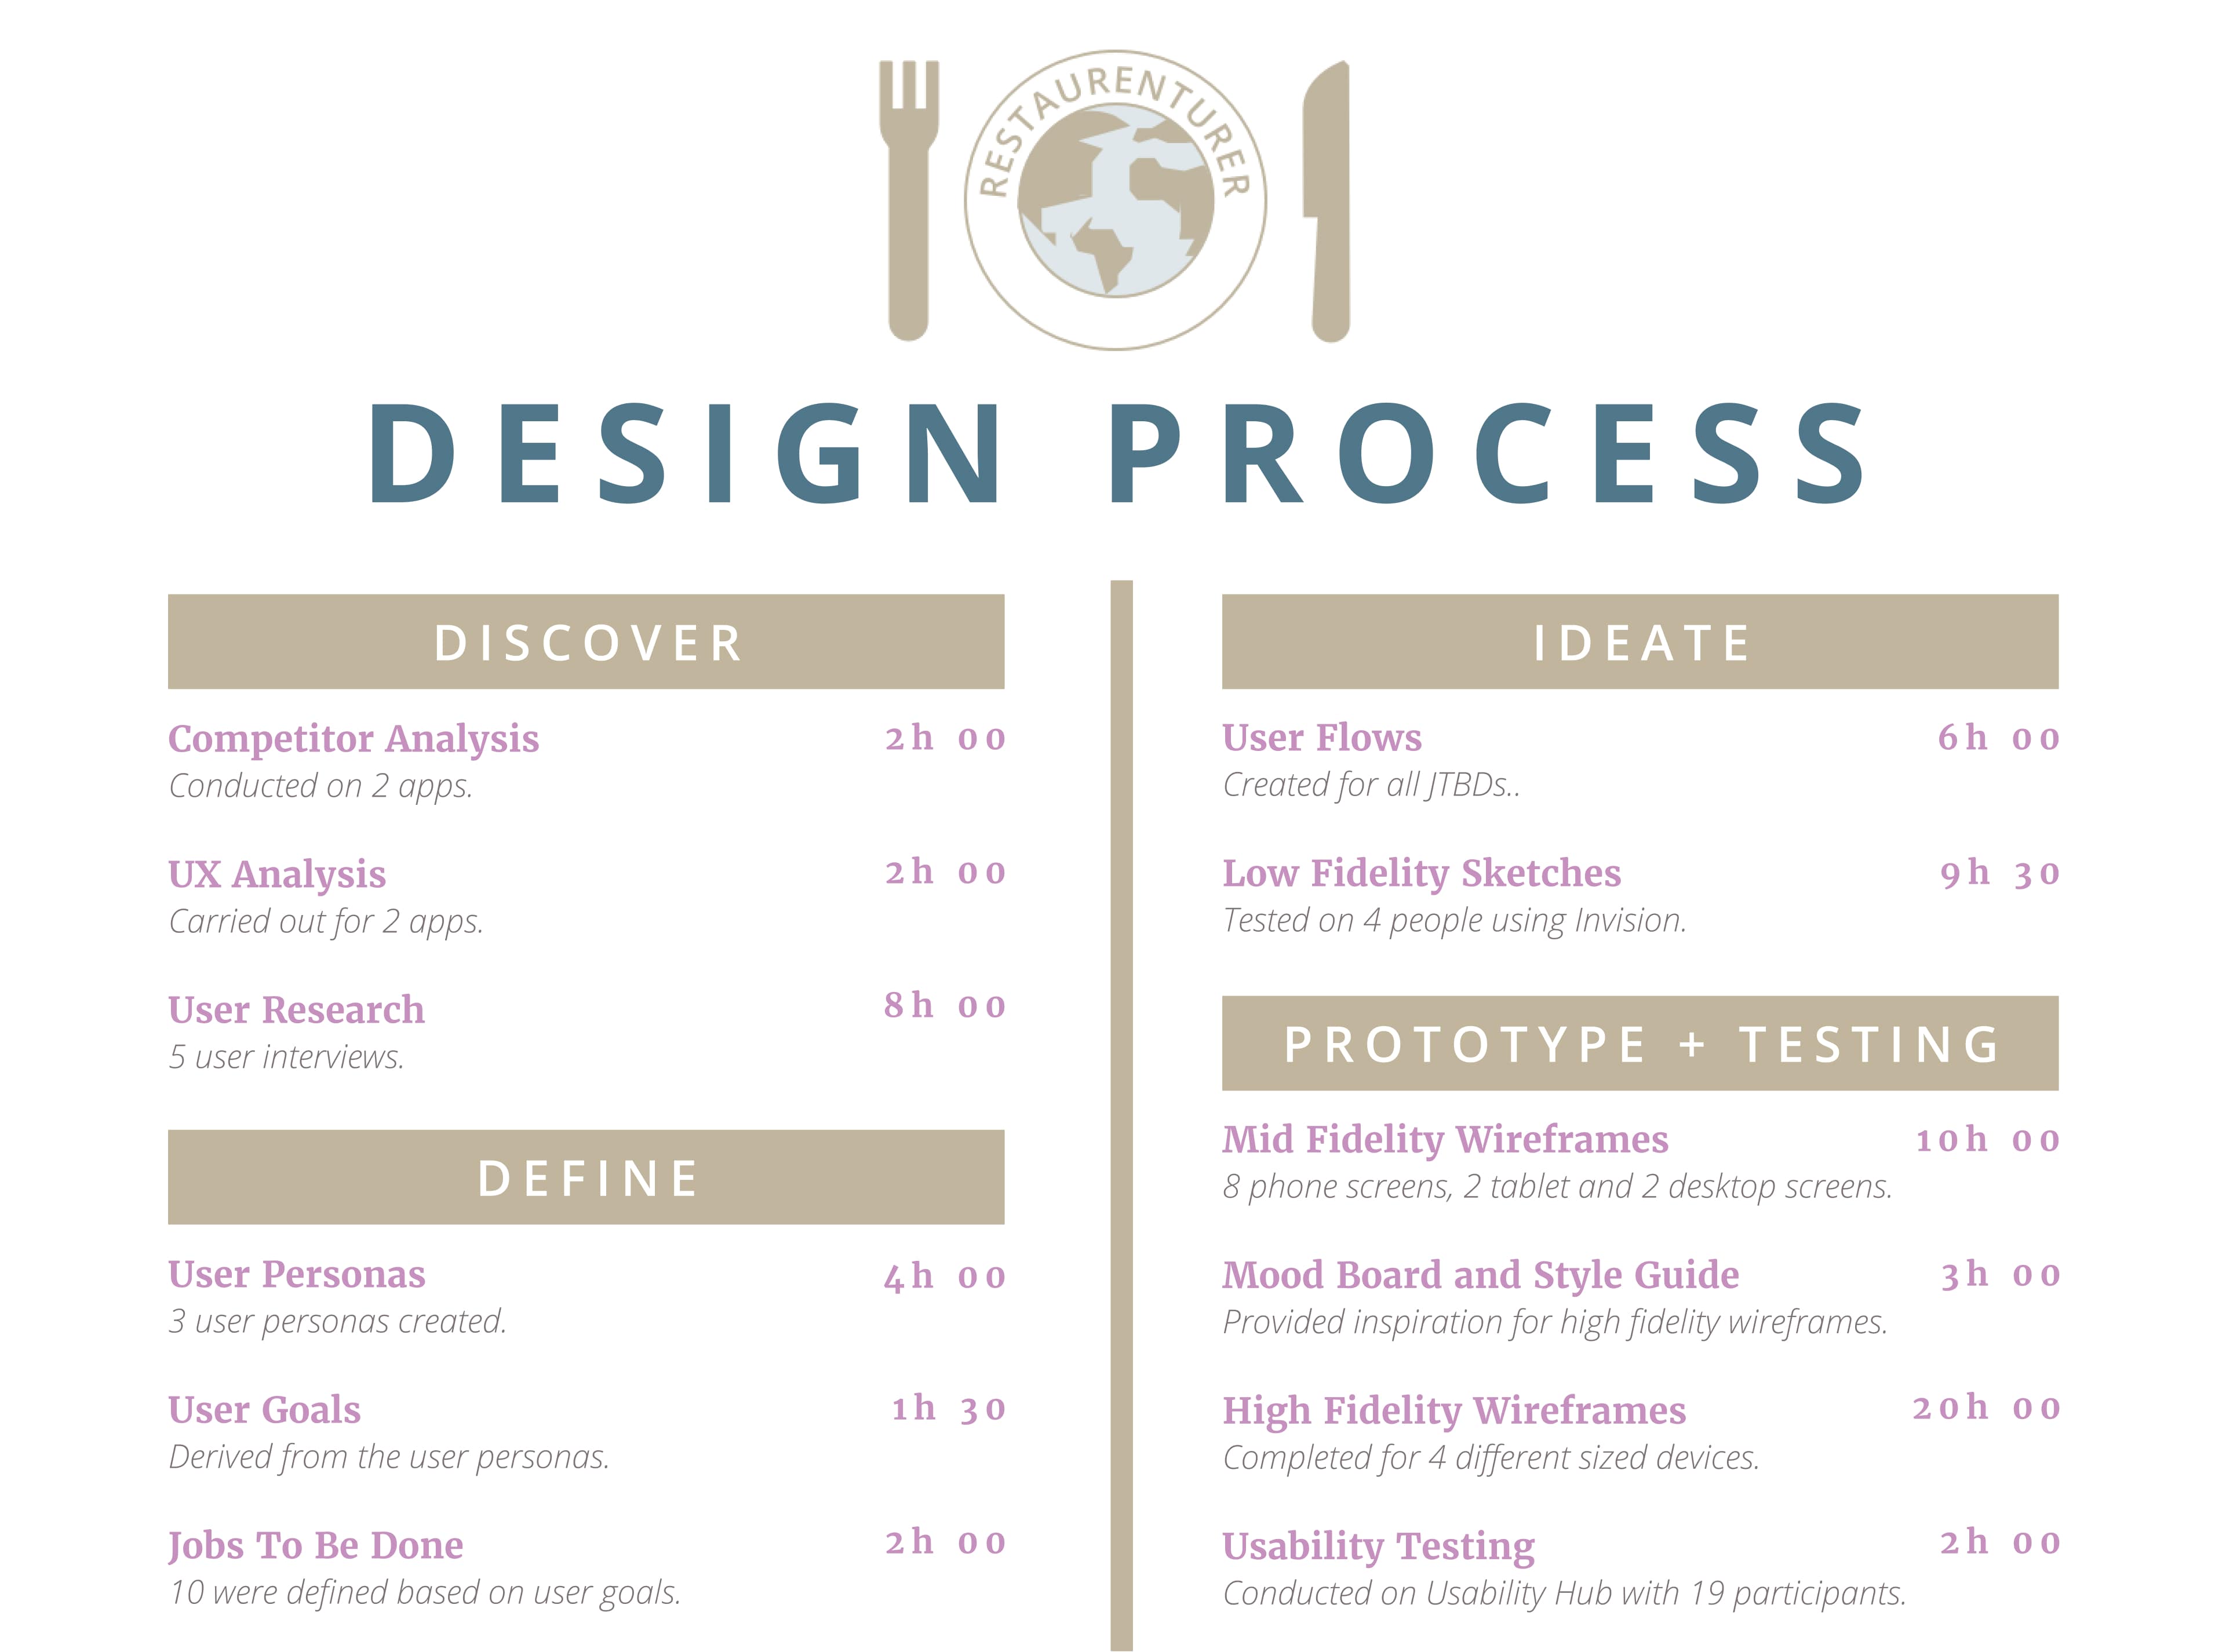 RESTAURENTURER
DESIGN PROCESS
DISCOVER
Competitor Analysis 2h 00
Conducted on 2 apps.
UX Analysis 2h 00
Carried out for 2 apps.
User Research 8h 00
5 user interviews.
DEFINE
User Personas 4h 00
3 user personas created.
User Goals 1h 30
Derived from the user personas.
Jobs To Be Done 2h 00
10 were defined based on user goals.
IDEATE
User Flows 6h 00
Created for all JTBDs..
Low Fidelity Sketches 9h 30
Tested on 4 people using Invision.
PROTOTYPE + TESTING
Mid Fidelity Wireframes 10h 00
8 phone screens, 2 tablet and 2 desktop screens.
Mood Board and Style Guide 3h 00
Provided inspiration for high fidelity wireframes.
High Fidelity Wireframes 20h 00
Completed for 4 different sized devices.
Usability Testing 2h 00
Conducted on Usability Hub with 19 participants.